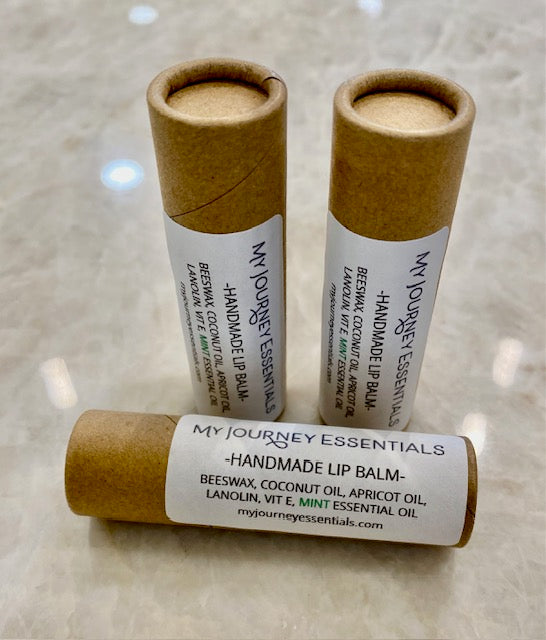 MY JOURNEY ESSENTIALS
-HANDMADE LIP BALM-
BEESWAX, COCONUT OIL, APRICOT OIL,
LANOLIN, VIT E, MINT ESSENTIAL OIL
myjourneyessentials.com
MY JOURNEY ESSENTIALS
-HANDMADE LIP BALM-
BEESWAX, COCONUT OIL, APRICOT OIL,
LANOLIN, VIT E, MINT ESSENTIAL OIL
myjourneyessentials.com
MY JOURNEY ESSENTIALS
-HANDMADE LIP BALM-
BEESWAX, COCONUT OIL, APRICOT OIL,
LANOLIN, VIT E, MINT ESSENTIAL OIL
myjourneyessentials.com